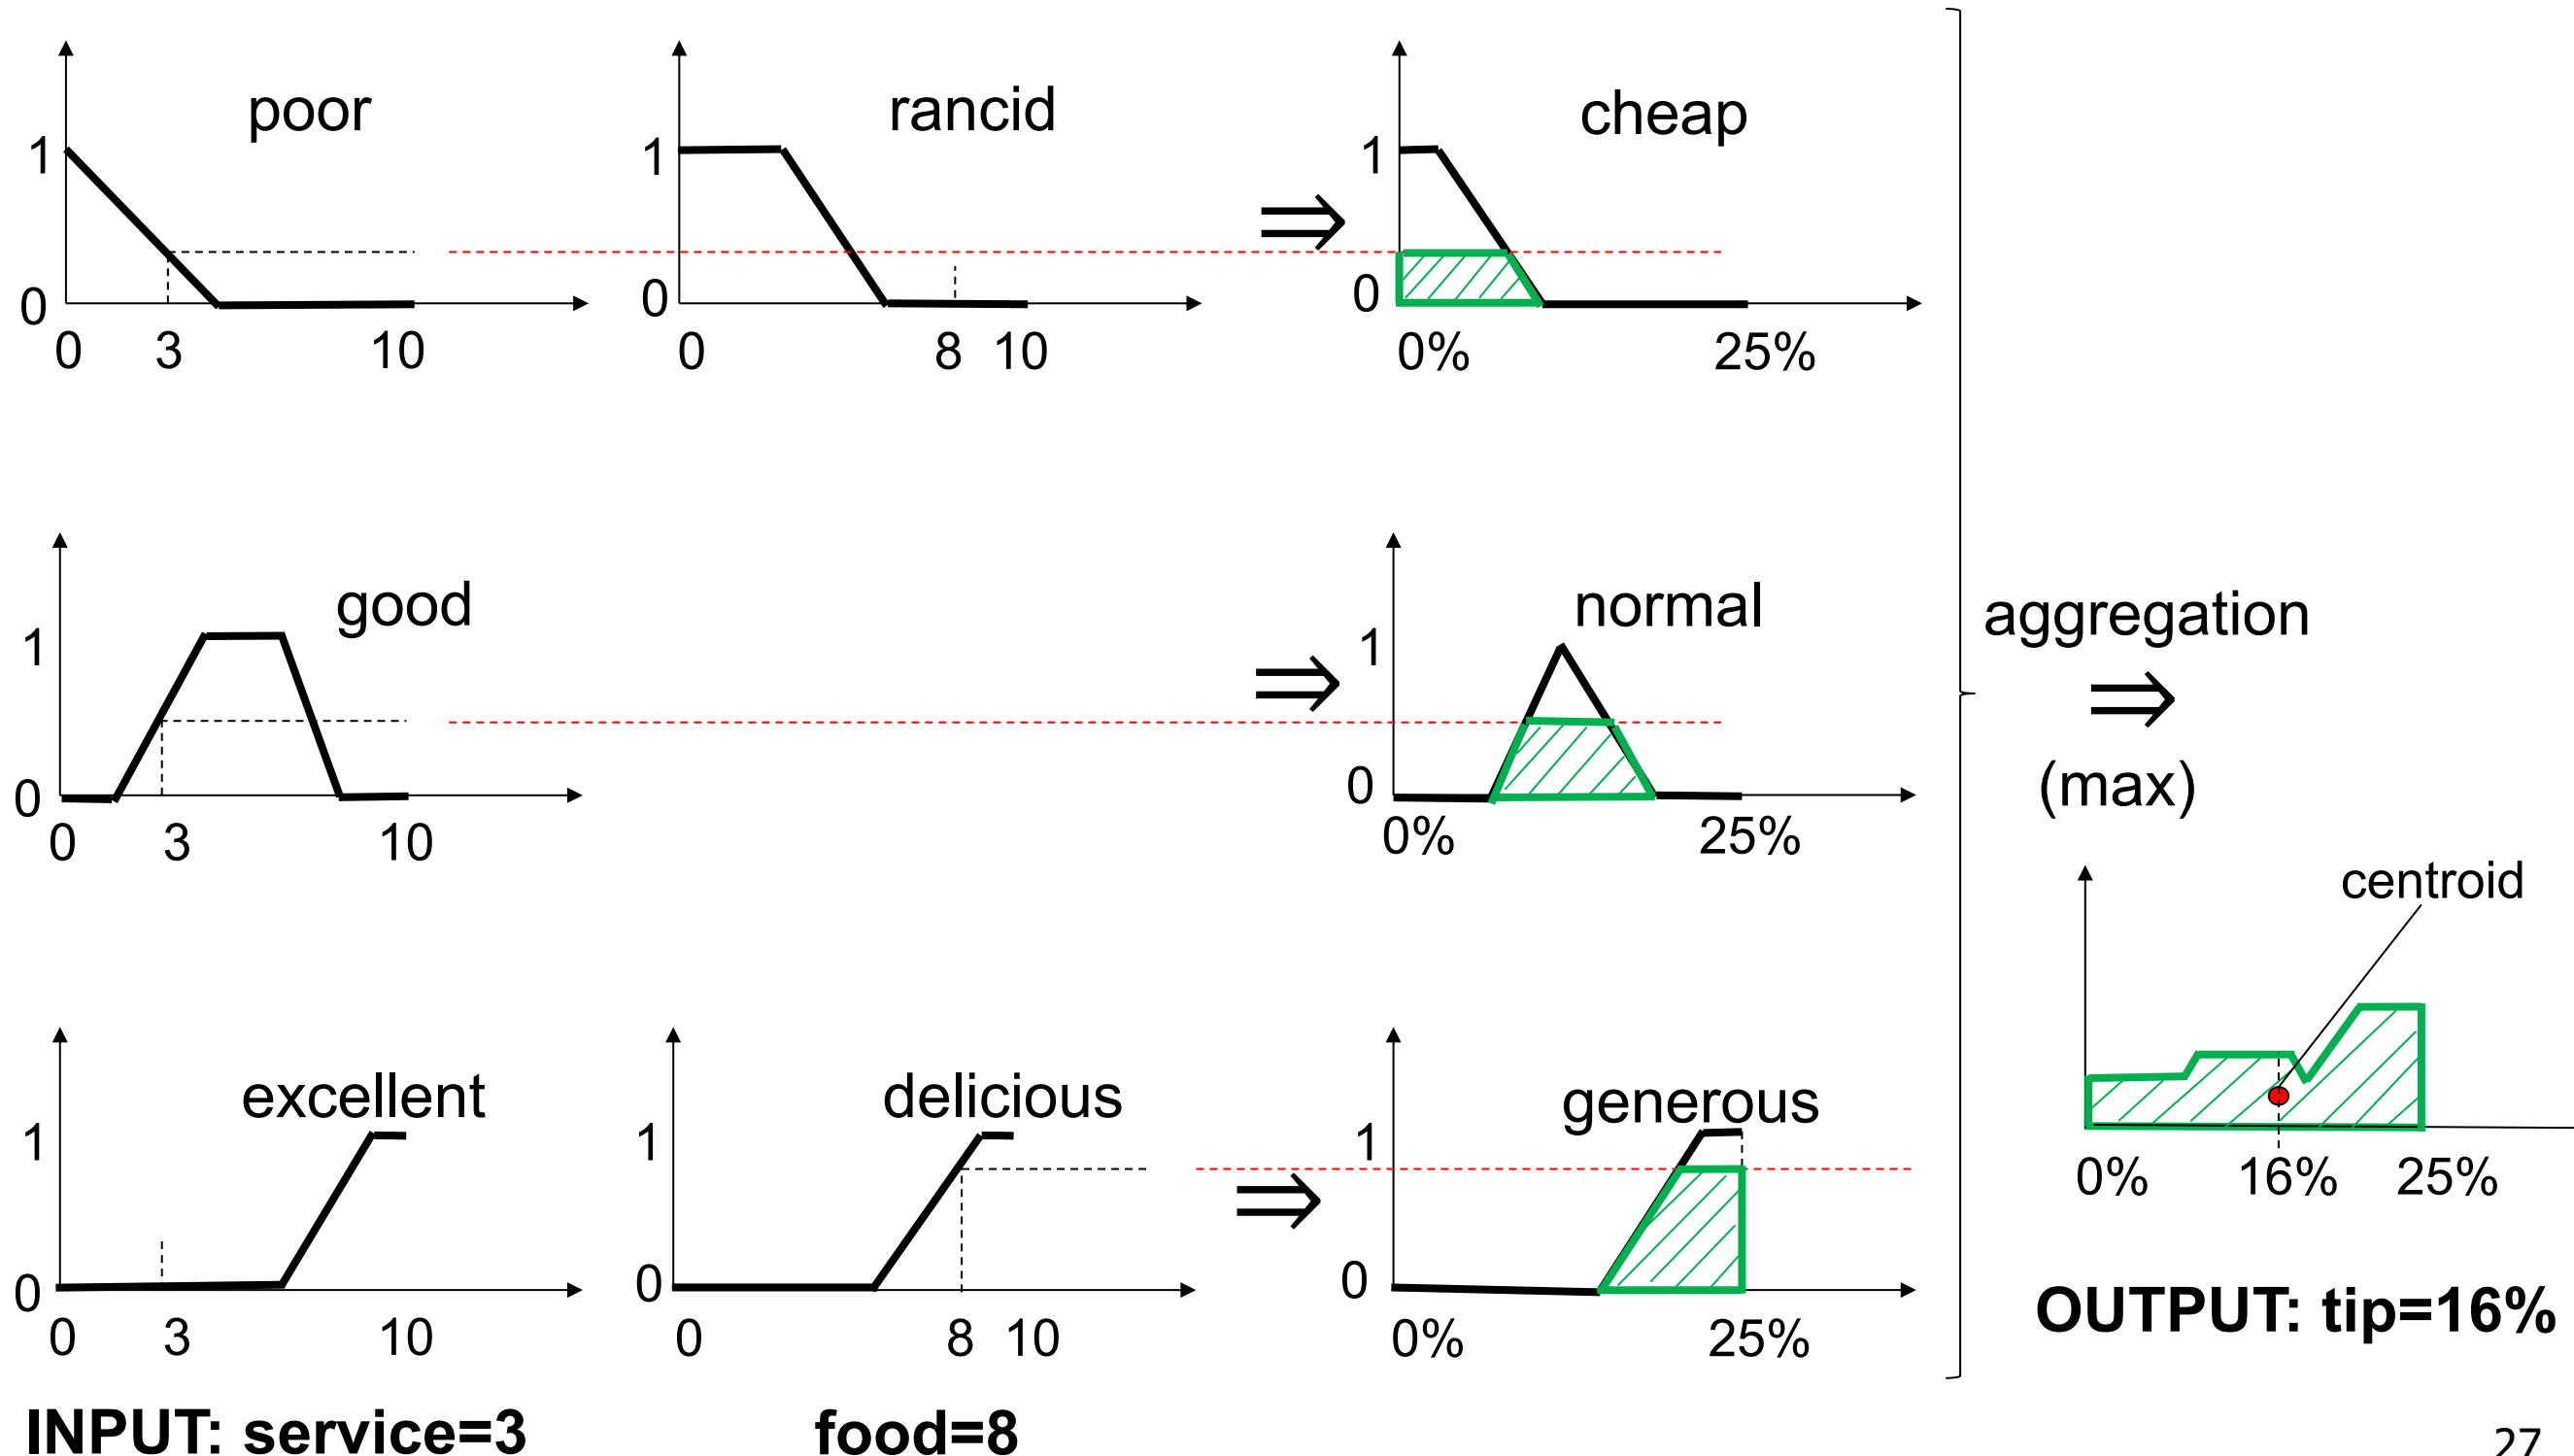 poor
1
0
0 3 10
rancid
1
0
0 8 10
⇒
cheap
1
0
0% 25%
good
1
0
0 3 10
⇒
normal
1
0
0% 25%
excellent
1
0
0 3 10
delicious
1
0
0 8 10
⇒
generous
1
0
0% 25%
aggregation
⇒
(max)
centroid
0% 16% 25%
OUTPUT: tip=16%
INPUT: service=3
food=8
27